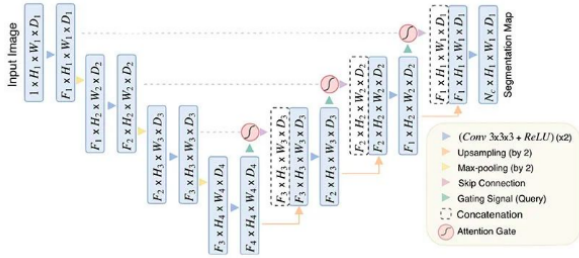 Input Image
1 x H₁ x W₁ x D₁
F₁ x H₁ x W₁ x D₁
F₁ x H₂ x W₂ x D₂
F₂ x H₂ x W₂ x D₂
F₂ x H₃ x W₃ x D₃
F₃ x H₃ x W₃ x D₃
F₃ x H₄ x W₄ x D₄
F₄ x H₄ x W₄ x D₄
F₃ x H₃ x W₃ x D₃
F₃ x H₃ x W₃ x D₃
F₂ x H₃ x W₃ x D₃
F₂ x H₂ x W₂ x D₂
F₂ x H₂ x W₂ x D₂
F₁ x H₂ x W₂ x D₂
F₁ x H₁ x W₁ x D₁
F₁ x H₁ x W₁ x D₁
N꜀ x H₁ x W₁ x D₁
Segmentation Map
(Conv 3x3x3 + ReLU) (x2)
Upsampling (by 2)
Max-pooling (by 2)
Skip Connection
Gating Signal (Query)
Concatenation
Attention Gate